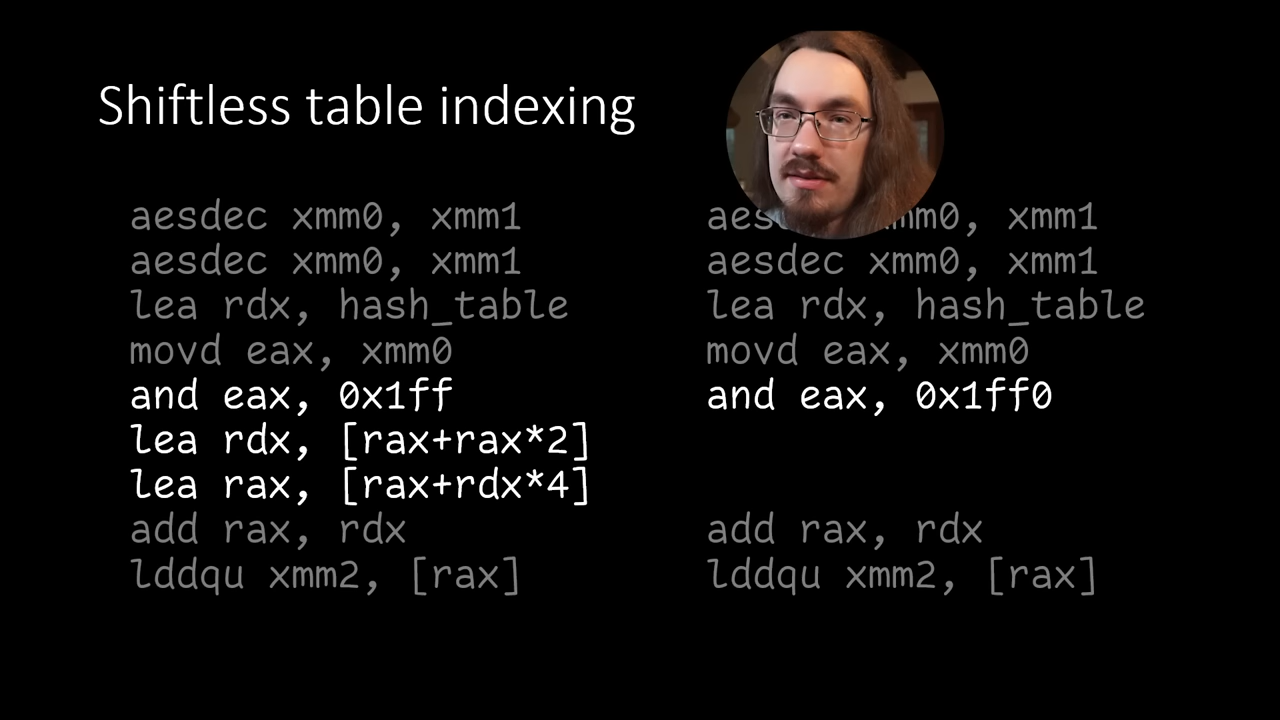 Shiftless table indexing
aesdec xmm0, xmm1
aesdec xmm0, xmm1
lea rdx, hash_table
movd eax, xmm0
and eax, 0x1ff
lea rdx, [rax+rax*2]
lea rax, [rax+rdx*4]
add rax, rdx
lddqu xmm2, [rax]
xmm1
aesdec xmm0, xmm1
lea rdx, hash_table
movd eax, xmm0
and eax, 0x1ff0
add rax, rdx
lddqu xmm2, [rax]